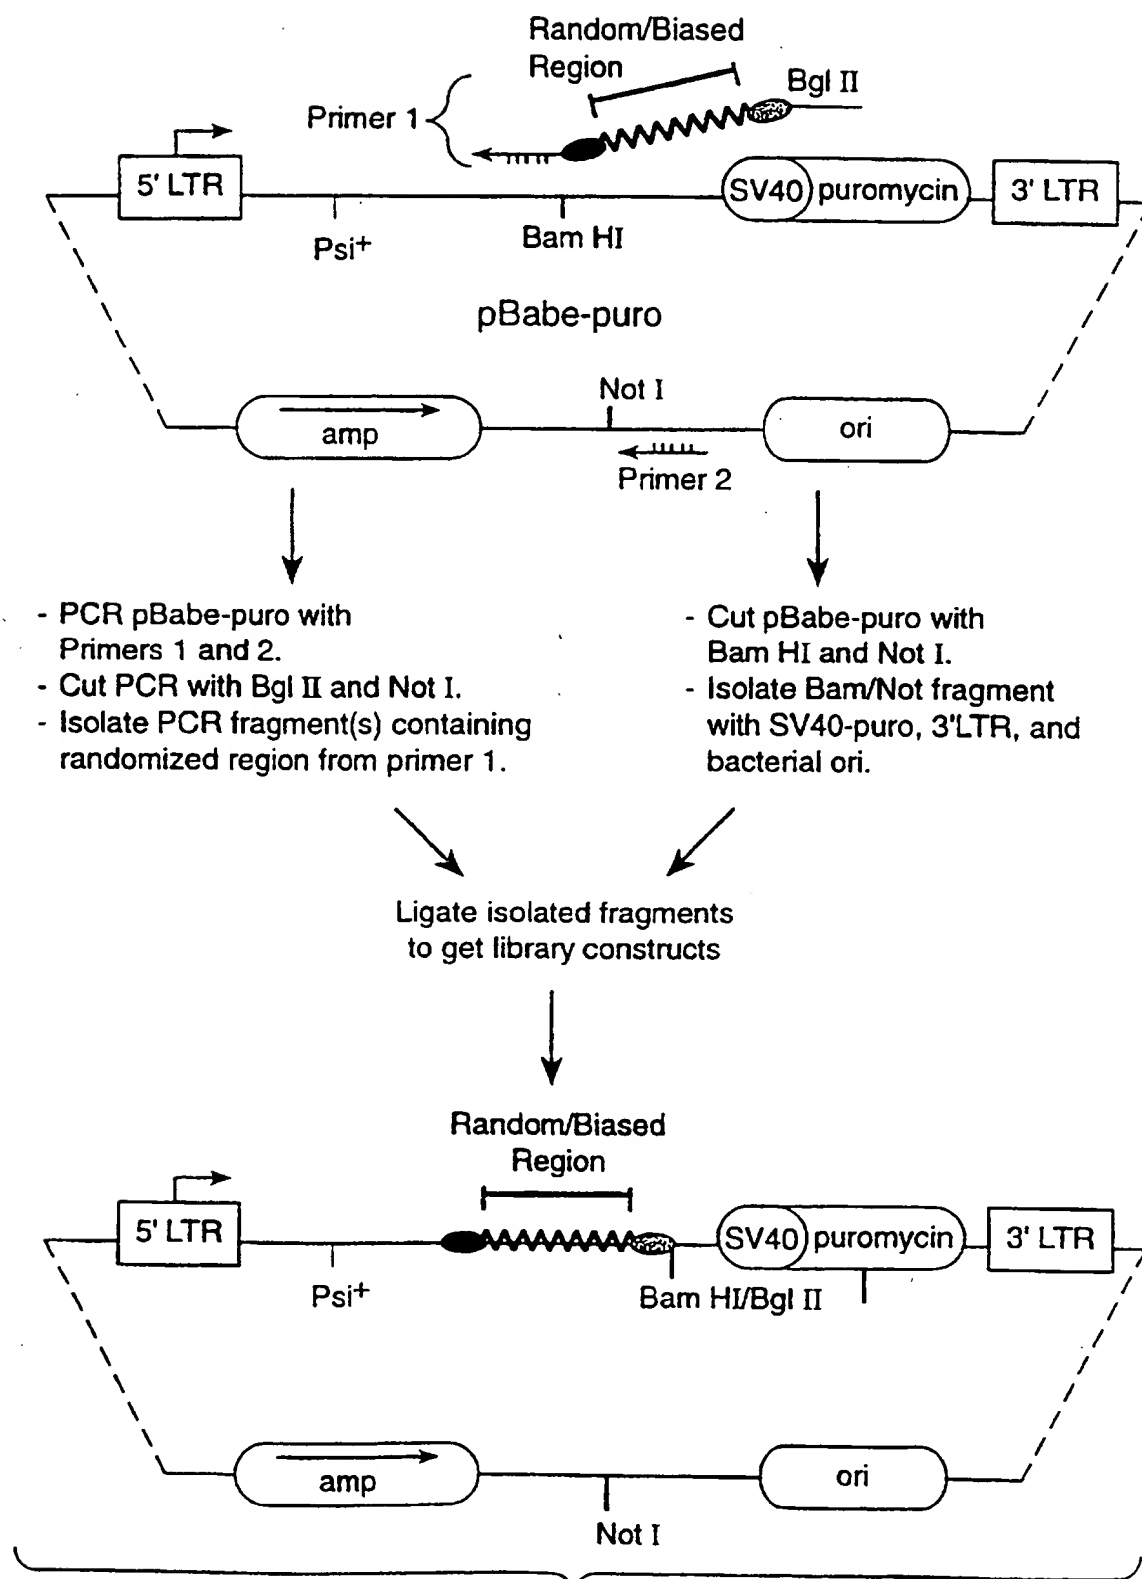 Random/Biased
Region
Bgl II
Primer 1
5' LTR
SV40
puromycin
3' LTR
Psi+
Bam HI
pBabe-puro
Not I
amp
ori
Primer 2
- PCR pBabe-puro with
Primers 1 and 2.
- Cut PCR with Bgl II and Not I.
- Isolate PCR fragment(s) containing
randomized region from primer 1.
- Cut pBabe-puro with
Bam HI and Not I.
- Isolate Bam/Not fragment
with SV40-puro, 3'LTR, and
bacterial ori.
Ligate isolated fragments
to get library constructs
Random/Biased
Region
5' LTR
SV40
puromycin
3' LTR
Psi+
Bam HI/Bgl II
amp
ori
Not I